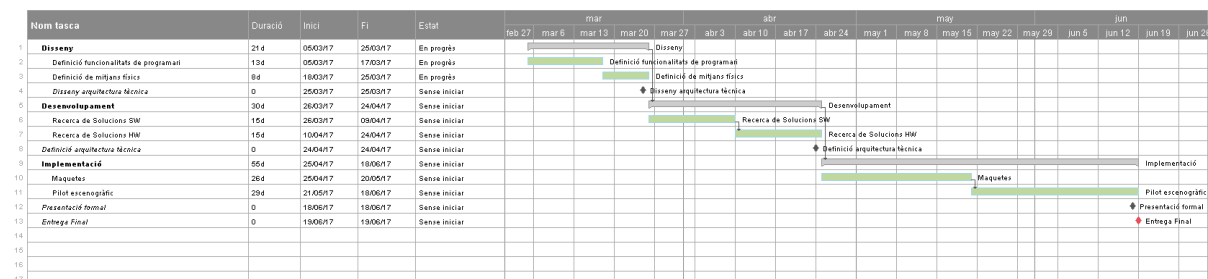 mar abr may jun
Nom tasca Duració Inici Fi Estat
feb 27 mar 6 mar 13 mar 20 mar 27 abr 3 abr 10 abr 17 abr 24 may 1 may 8 may 15 may 22 may 29 jun 5 jun 12 jun 19 jun 26
1 Disseny 21d 05/03/17 25/03/17 En progrès Disseny
2 Definició funcionalitats de programari 13d 05/03/17 17/03/17 En progrès Definició funcionalitats de programari
3 Definició de mitjans físics 8d 18/03/17 25/03/17 En progrès Definició de mitjans físics
4 Disseny arquitectura tècnica 0 25/03/17 25/03/17 Sense iniciar Disseny arquitectura tècnica
5 Desenvolupament 30d 26/03/17 24/04/17 Sense iniciar Desenvolupament
6 Recerca de Solucions SW 15d 26/03/17 09/04/17 Sense iniciar Recerca de Solucions SW
7 Recerca de Solucions HW 15d 10/04/17 24/04/17 Sense iniciar Recerca de Solucions HW
8 Definició arquitectura tècnica 0 24/04/17 24/04/17 Sense iniciar Definició arquitectura tècnica
9 Implementació 55d 25/04/17 18/06/17 Sense iniciar Implementació
10 Maquetes 26d 25/04/17 20/05/17 Sense iniciar Maquetes
11 Pilot escenogràfic 29d 21/05/17 18/06/17 Sense iniciar Pilot escenogràfic
12 Presentació formal 0 18/06/17 18/06/17 Sense iniciar Presentació formal
13 Entrega Final 0 19/06/17 19/06/17 Sense iniciar Entrega Final
14
15
16
17